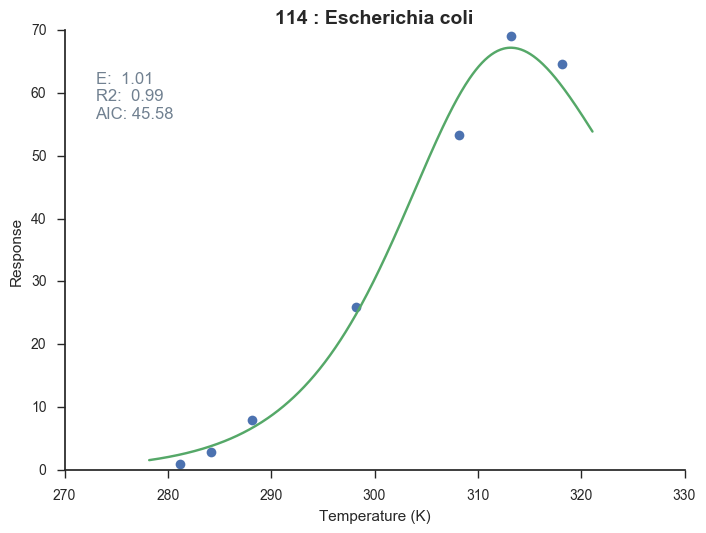 114 : Escherichia coli
E:  1.01
R2:  0.99
AIC: 45.58
Response
70
60
50
40
30
20
10
0
270 280 290 300 310 320 330
Temperature (K)